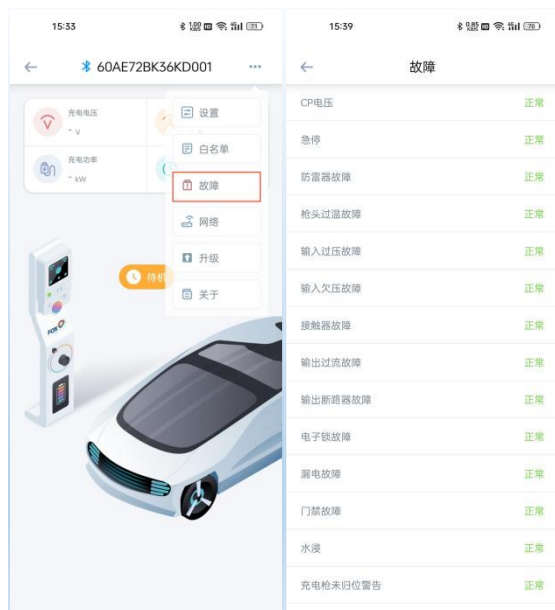 15:33
71
60AE72BK36KD001
充电电压
- V
充电功率
- kW
设置
白名单
故障
网络
升级
关于
待机
15:39
70
故障
CP电压 正常
急停 正常
防雷器故障 正常
枪头过温故障 正常
输入过压故障 正常
输入欠压故障 正常
接触器故障 正常
输出过流故障 正常
输出断路器故障 正常
电子锁故障 正常
漏电故障 正常
门禁故障 正常
水浸 正常
充电枪未归位警告 正常